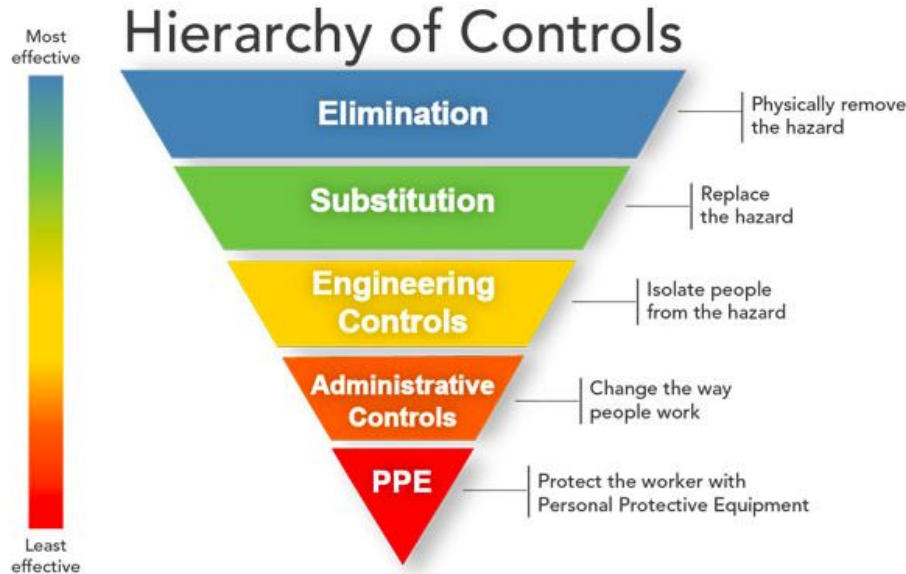 Hierarchy of Controls
Most
effective
Elimination
Physically remove
the hazard
Substitution
Replace
the hazard
Engineering
Controls
Isolate people
from the hazard
Administrative
Controls
Change the way
people work
PPE
Protect the worker with
Personal Protective Equipment
Least
effective